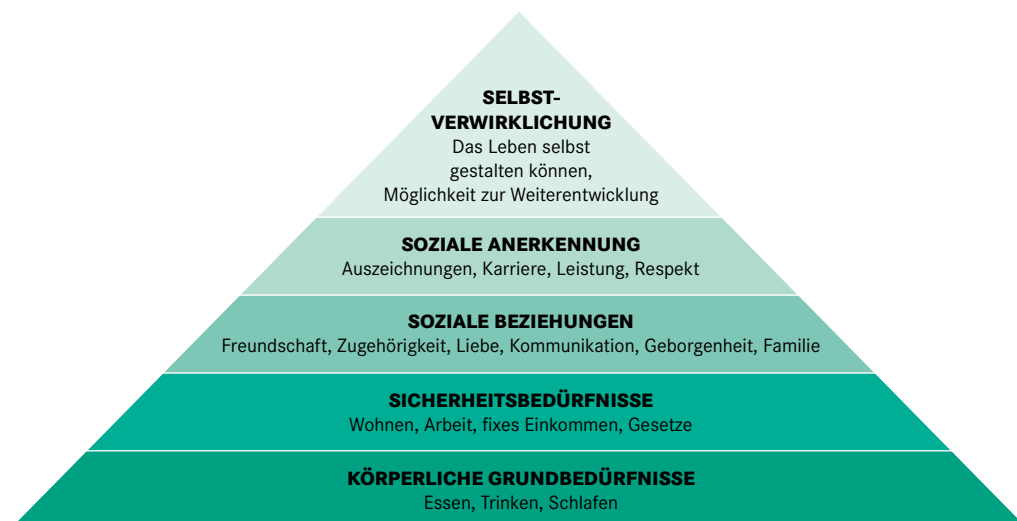 SELBST-
VERWIRKLICHUNG
Das Leben selbst
gestalten können,
Möglichkeit zur Weiterentwicklung
SOZIALE ANERKENNUNG
Auszeichnungen, Karriere, Leistung, Respekt
SOZIALE BEZIEHUNGEN
Freundschaft, Zugehörigkeit, Liebe, Kommunikation, Geborgenheit, Familie
SICHERHEITSBEDÜRFNISSE
Wohnen, Arbeit, fixes Einkommen, Gesetze
KÖRPERLICHE GRUNDBEDÜRFNISSE
Essen, Trinken, Schlafen